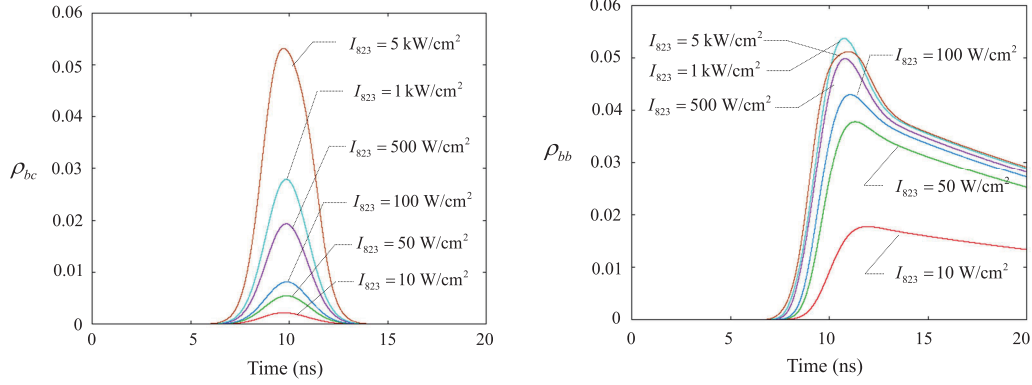 0.06
0.05
0.04
0.03
0.02
0.01
0
ρbc
I823 = 5 kW/cm²
I823 = 1 kW/cm²
I823 = 500 W/cm²
I823 = 100 W/cm²
I823 = 50 W/cm²
I823 = 10 W/cm²
0 5 10 15 20
Time (ns)
0.06
0.05
0.04
0.03
0.02
0.01
0
ρbb
I823 = 5 kW/cm²
I823 = 1 kW/cm²
I823 = 500 W/cm²
I823 = 100 W/cm²
I823 = 50 W/cm²
I823 = 10 W/cm²
0 5 10 15 20
Time (ns)